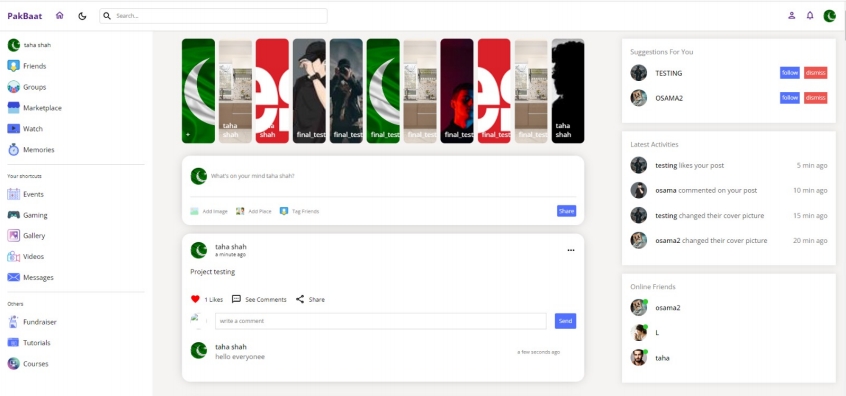 PakBaat
Search...
taha shah
Friends
Groups
Marketplace
Watch
Memories
Your shortcuts
Events
Gaming
Gallery
Videos
Messages
Others
Fundraiser
Tutorials
Courses
+
taha
shah
shah
final_test
final_test
final_test
final_test
final_test
final_test
final_test
taha
shah
What's on your mind taha shah!
Add Image
Add Place
Tag Friends
Share
taha shah
a minute ago
...
Project testing
1 Likes
See Comments
Share
write a comment
Send
taha shah
hello everyonee
a few seconds ago
Suggestions For You
TESTING
follow
dismiss
OSAMA2
follow
dismiss
Latest Activities
testing likes your post
5 min ago
osama commented on your post
10 min ago
testing changed their cover picture
15 min ago
osama2 changed their cover picture
20 min ago
Online Friends
osama2
L
taha